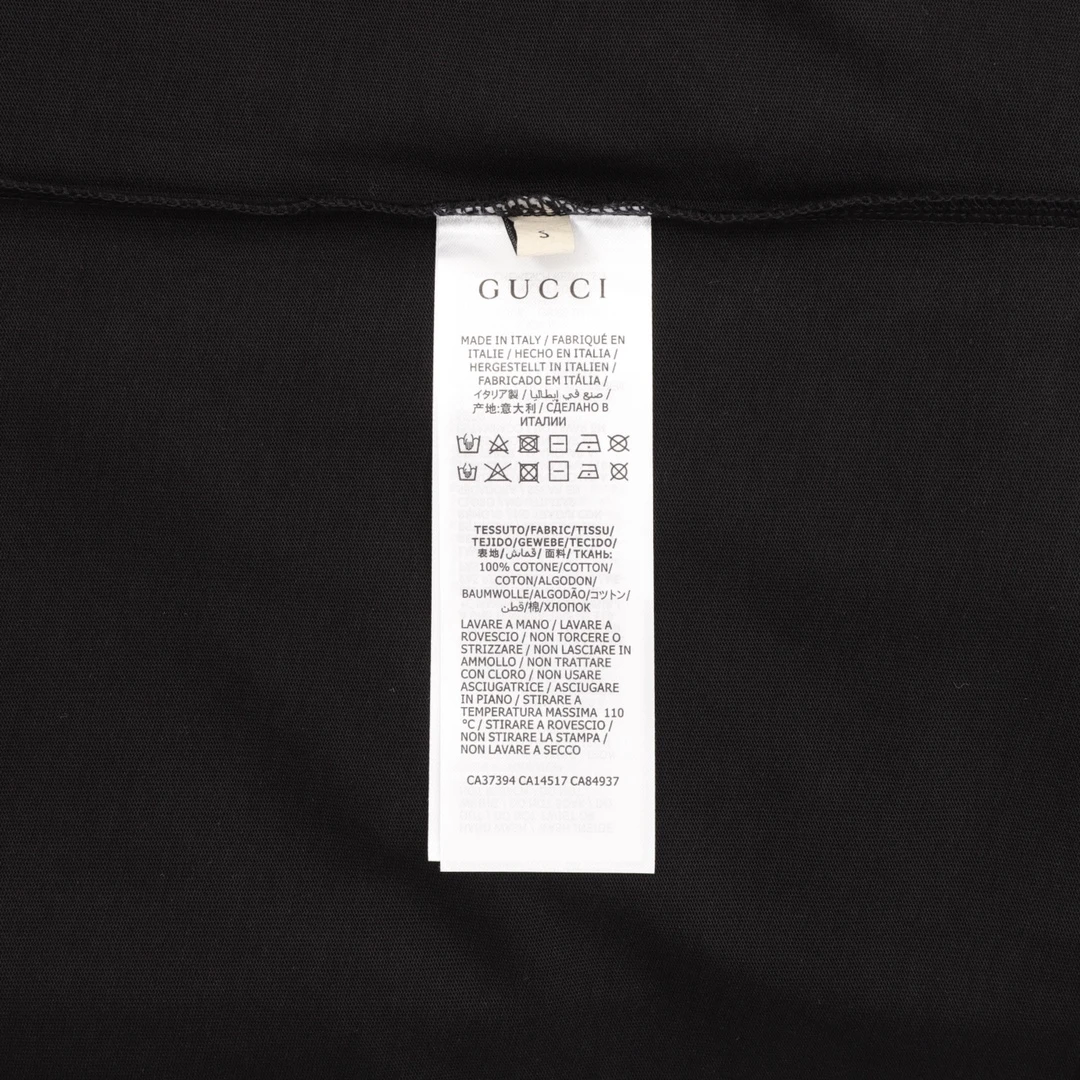 S
GUCCI
MADE IN ITALY / FABRIQUÉ EN
ITALIE / HECHO EN ITALIA /
HERGESTELLT IN ITALIEN /
FABRICADO EM ITÁLIA /
イタリア製 / صنع في إيطاليا /
产地:意大利 / СДЕЛАНО В
ИТАЛИИ
TESSUTO/FABRIC/TISSU/
TEJIDO/GEWEBE/TECIDO/
表地/قماش/ 面料/ ТКАНЬ:
100% COTONE/COTTON/
COTON/ALGODON/
BAUMWOLLE/ALGODÃO/コットン/
قطن/棉/ХЛОПОК
LAVARE A MANO / LAVARE A
ROVESCIO / NON TORCERE O
STRIZZARE / NON LASCIARE IN
AMMOLLO / NON TRATTARE
CON CLORO / NON USARE
ASCIUGATRICE / ASCIUGARE
IN PIANO / STIRARE A
TEMPERATURA MASSIMA 110
°C / STIRARE A ROVESCIO /
NON STIRARE LA STAMPA /
NON LAVARE A SECCO
CA37394 CA14517 CA84937